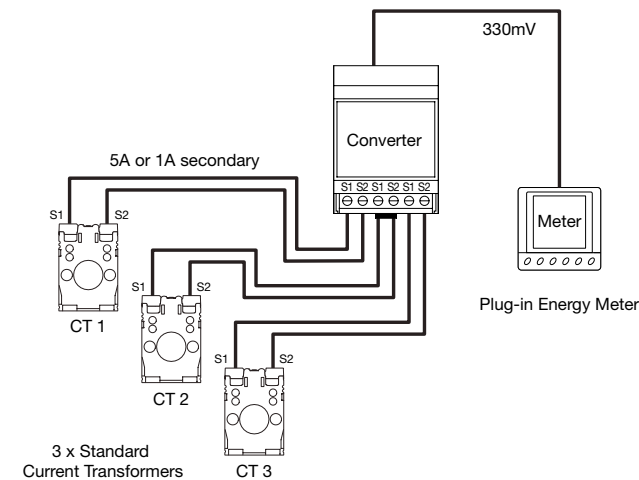 330mV
Converter
5A or 1A secondary
S1 S2 S1 S2 S1 S2
S1 S2
Meter
CT 1
S1 S2
Plug-in Energy Meter
CT 2
S1 S2
3 x Standard
Current Transformers
CT 3